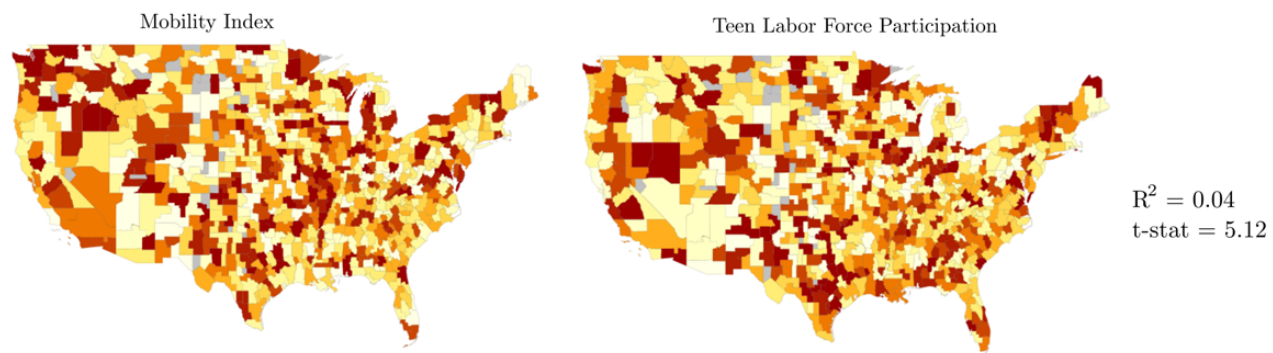 Mobility Index
Teen Labor Force Participation
R² = 0.04
t-stat = 5.12